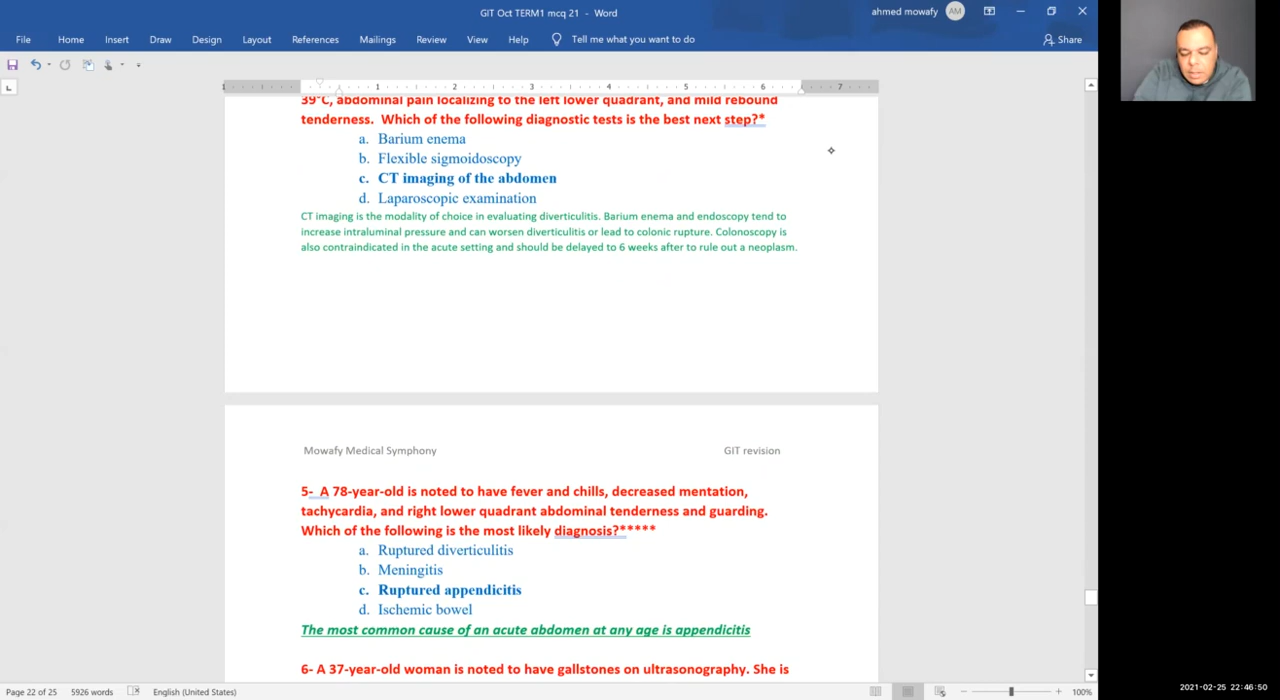 GIT Oct TERM1 mcq 21 - Word
ahmed mowafy AM
File Home Insert Draw Design Layout References Mailings Review View Help Tell me what you want to do Share
1 1 2 3 4 5 6 7
39°C, abdominal pain localizing to the left lower quadrant, and mild rebound
tenderness. Which of the following diagnostic tests is the best next step?*
a. Barium enema
b. Flexible sigmoidoscopy
c. CT imaging of the abdomen
d. Laparoscopic examination
CT imaging is the modality of choice in evaluating diverticulitis. Barium enema and endoscopy tend to
increase intraluminal pressure and can worsen diverticulitis or lead to colonic rupture. Colonoscopy is
also contraindicated in the acute setting and should be delayed to 6 weeks after to rule out a neoplasm.
Mowafy Medical Symphony GIT revision
5- A 78-year-old is noted to have fever and chills, decreased mentation,
tachycardia, and right lower quadrant abdominal tenderness and guarding.
Which of the following is the most likely diagnosis?*****
a. Ruptured diverticulitis
b. Meningitis
c. Ruptured appendicitis
d. Ischemic bowel
The most common cause of an acute abdomen at any age is appendicitis
6- A 37-year-old woman is noted to have gallstones on ultrasonography. She is
Page 22 of 25 5926 words English (United States) 100%
2021-02-25 22:46:50